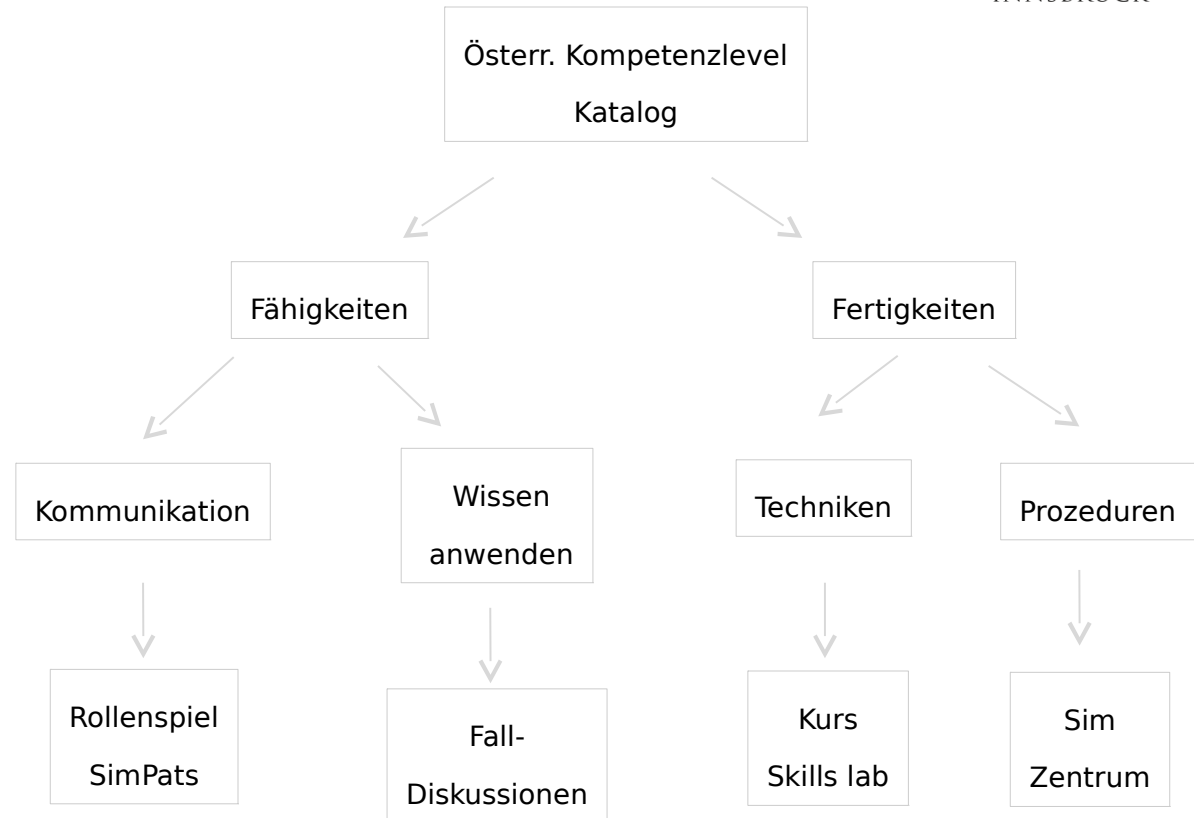 Österr. Kompetenzlevel
Katalog
Fähigkeiten
Fertigkeiten
Kommunikation
Wissen
anwenden
Techniken
Prozeduren
Rollenspiel
SimPats
Fall-
Diskussionen
Kurs
Skills lab
Sim
Zentrum